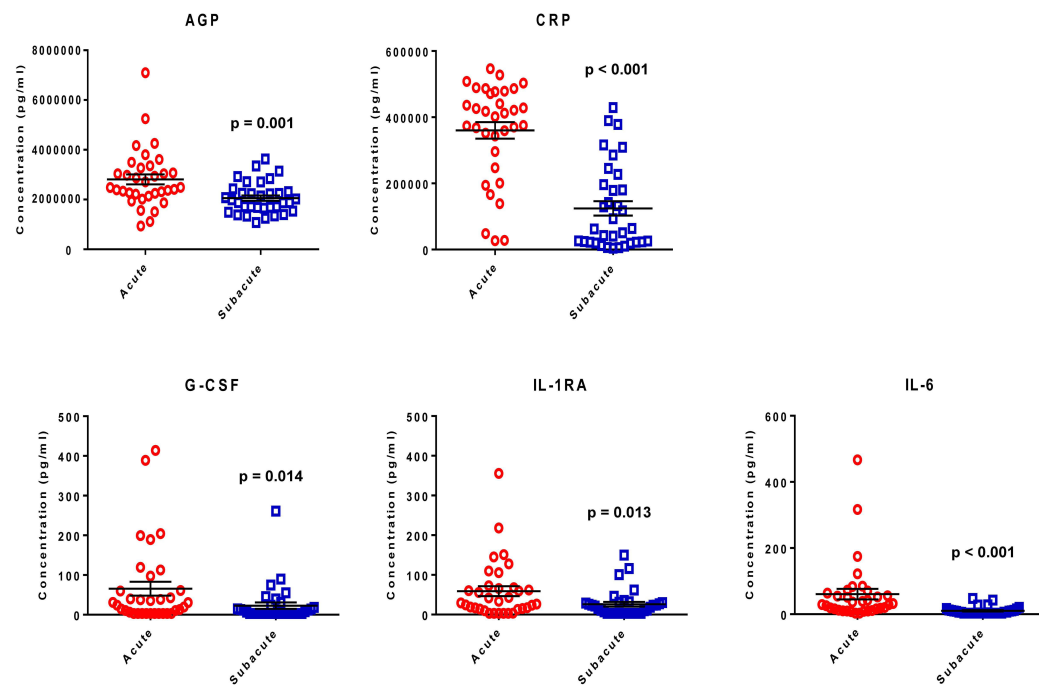 AGP
Concentration (pg/ml)
8000000
6000000
4000000
2000000
0
p = 0.001
Acute
Subacute
CRP
Concentration (pg/ml)
600000
400000
200000
0
p < 0.001
Acute
Subacute
G-CSF
Concentration (pg/ml)
500
400
300
200
100
0
p = 0.014
Acute
Subacute
IL-1RA
Concentration (pg/ml)
500
400
300
200
100
0
p = 0.013
Acute
Subacute
IL-6
Concentration (pg/ml)
600
400
200
0
p < 0.001
Acute
Subacute